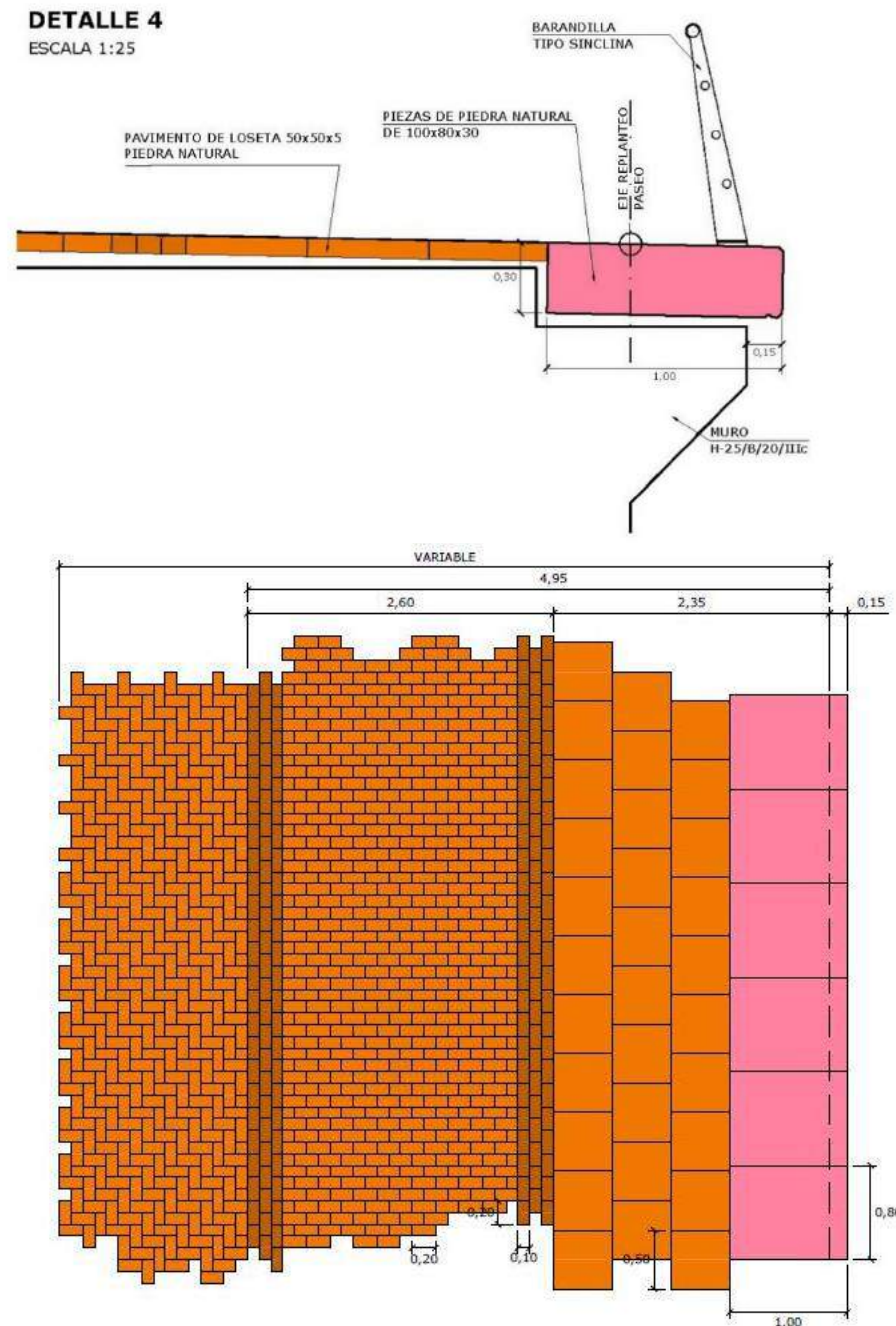 DETALLE 4
ESCALA 1:25
BARANDILLA
TIPO SINCLINA
PIEZAS DE PIEDRA NATURAL
DE 100x80x30
PAVIMENTO DE LOSETA 50x50x5
PIEDRA NATURAL
EJE REPLANTEO
PASEO
0,30
0,15
1,00
MURO
H-25/B/20/IIIc
VARIABLE
4,95
2,60
2,35
0,15
0,20
0,80
0,20
0,10
0,50
1,00